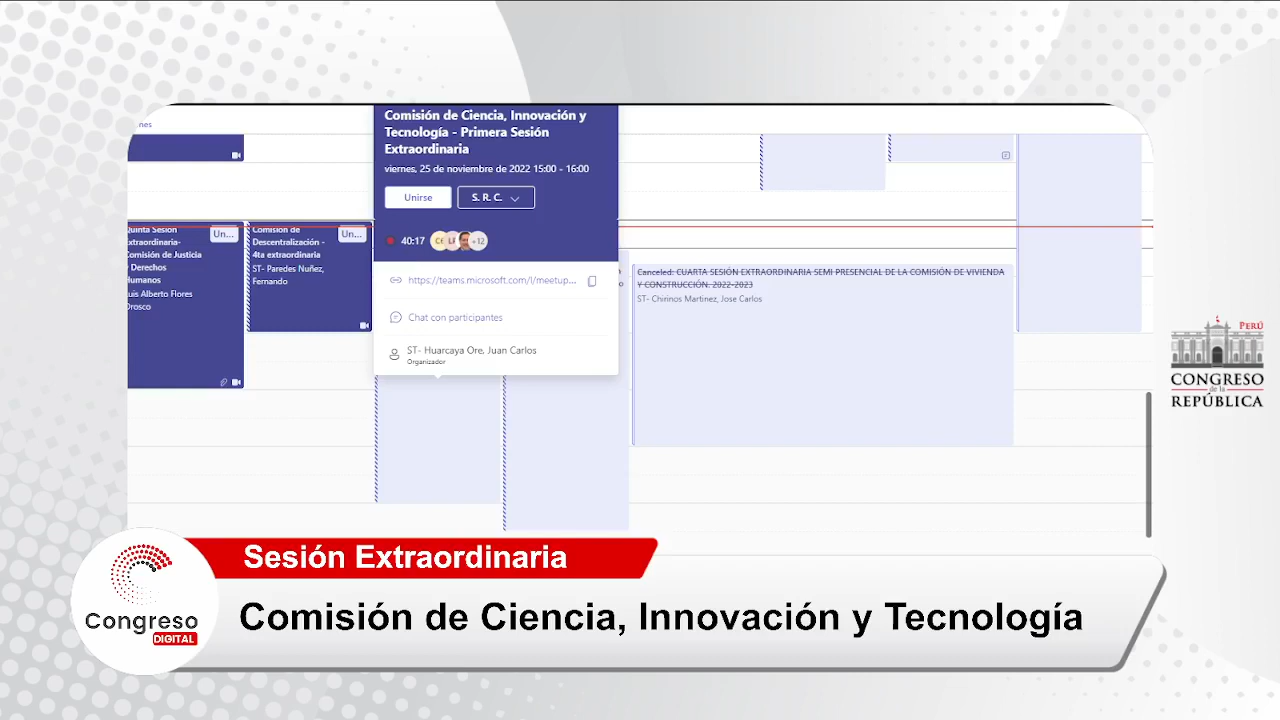 nes
Comisión de Ciencia, Innovación y
Tecnología - Primera Sesión
Extraordinaria
viernes, 25 de noviembre de 2022 15:00 - 16:00
Unirse
S. R. C.
40:17
+12
https://teams.microsoft.com/l/meetup...
Chat con participantes
ST- Huarcaya Ore, Juan Carlos
Organizador
Quinta Sesión
Extraordinaria-
Comisión de Justicia
y Derechos
Humanos
Luis Alberto Flores
Orosco
Un...
Comisión de
Descentralización -
4ta extraordinaria
ST- Paredes Nuñez,
Fernando
Un...
Canceled: CUARTA SESIÓN EXTRAORDINARIA SEMI PRESENCIAL DE LA COMISIÓN DE VIVIENDA
Y CONSTRUCCIÓN. 2022-2023
ST- Chirinos Martinez, Jose Carlos
PERÚ
CONGRESO
de la
REPÚBLICA
Sesión Extraordinaria
Comisión de Ciencia, Innovación y Tecnología
Congreso
DIGITAL